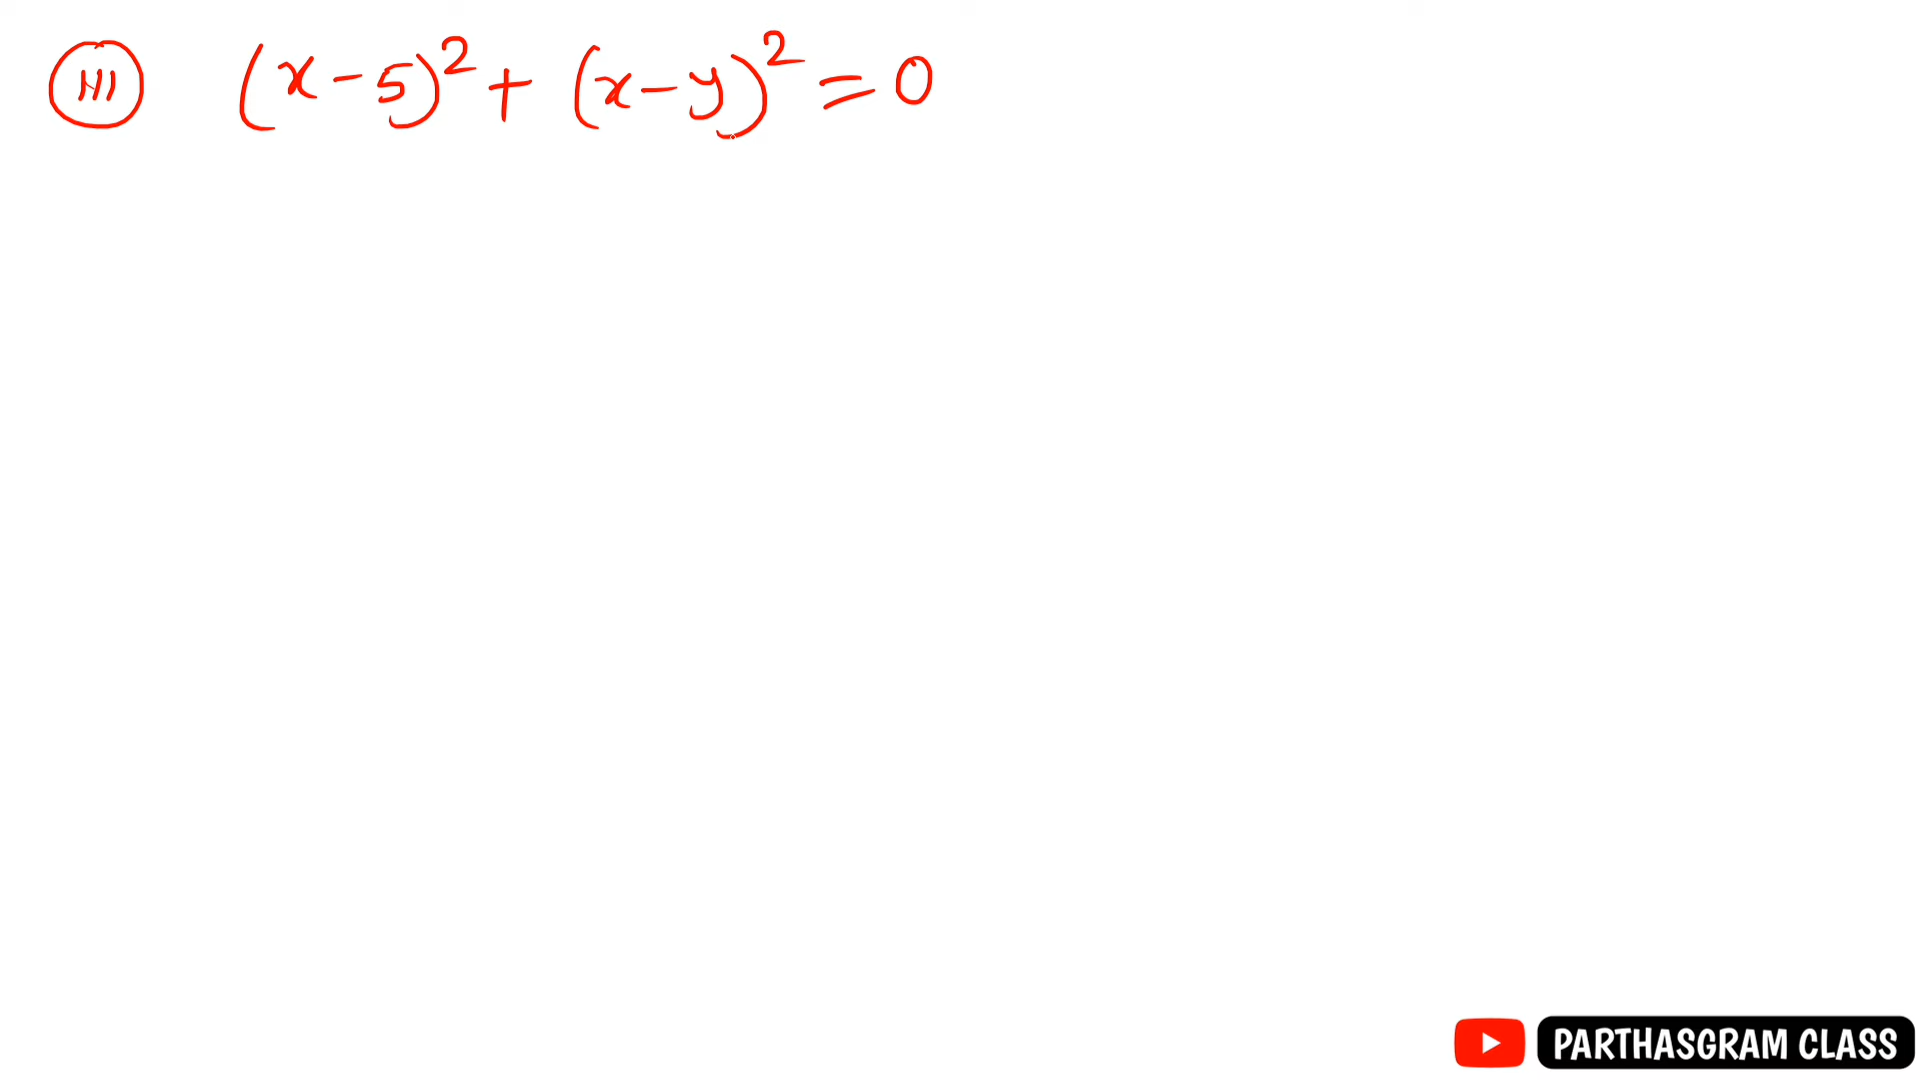 (iii) (x-5)² + (x-y)² = 0
PARTHASGRAM CLASS